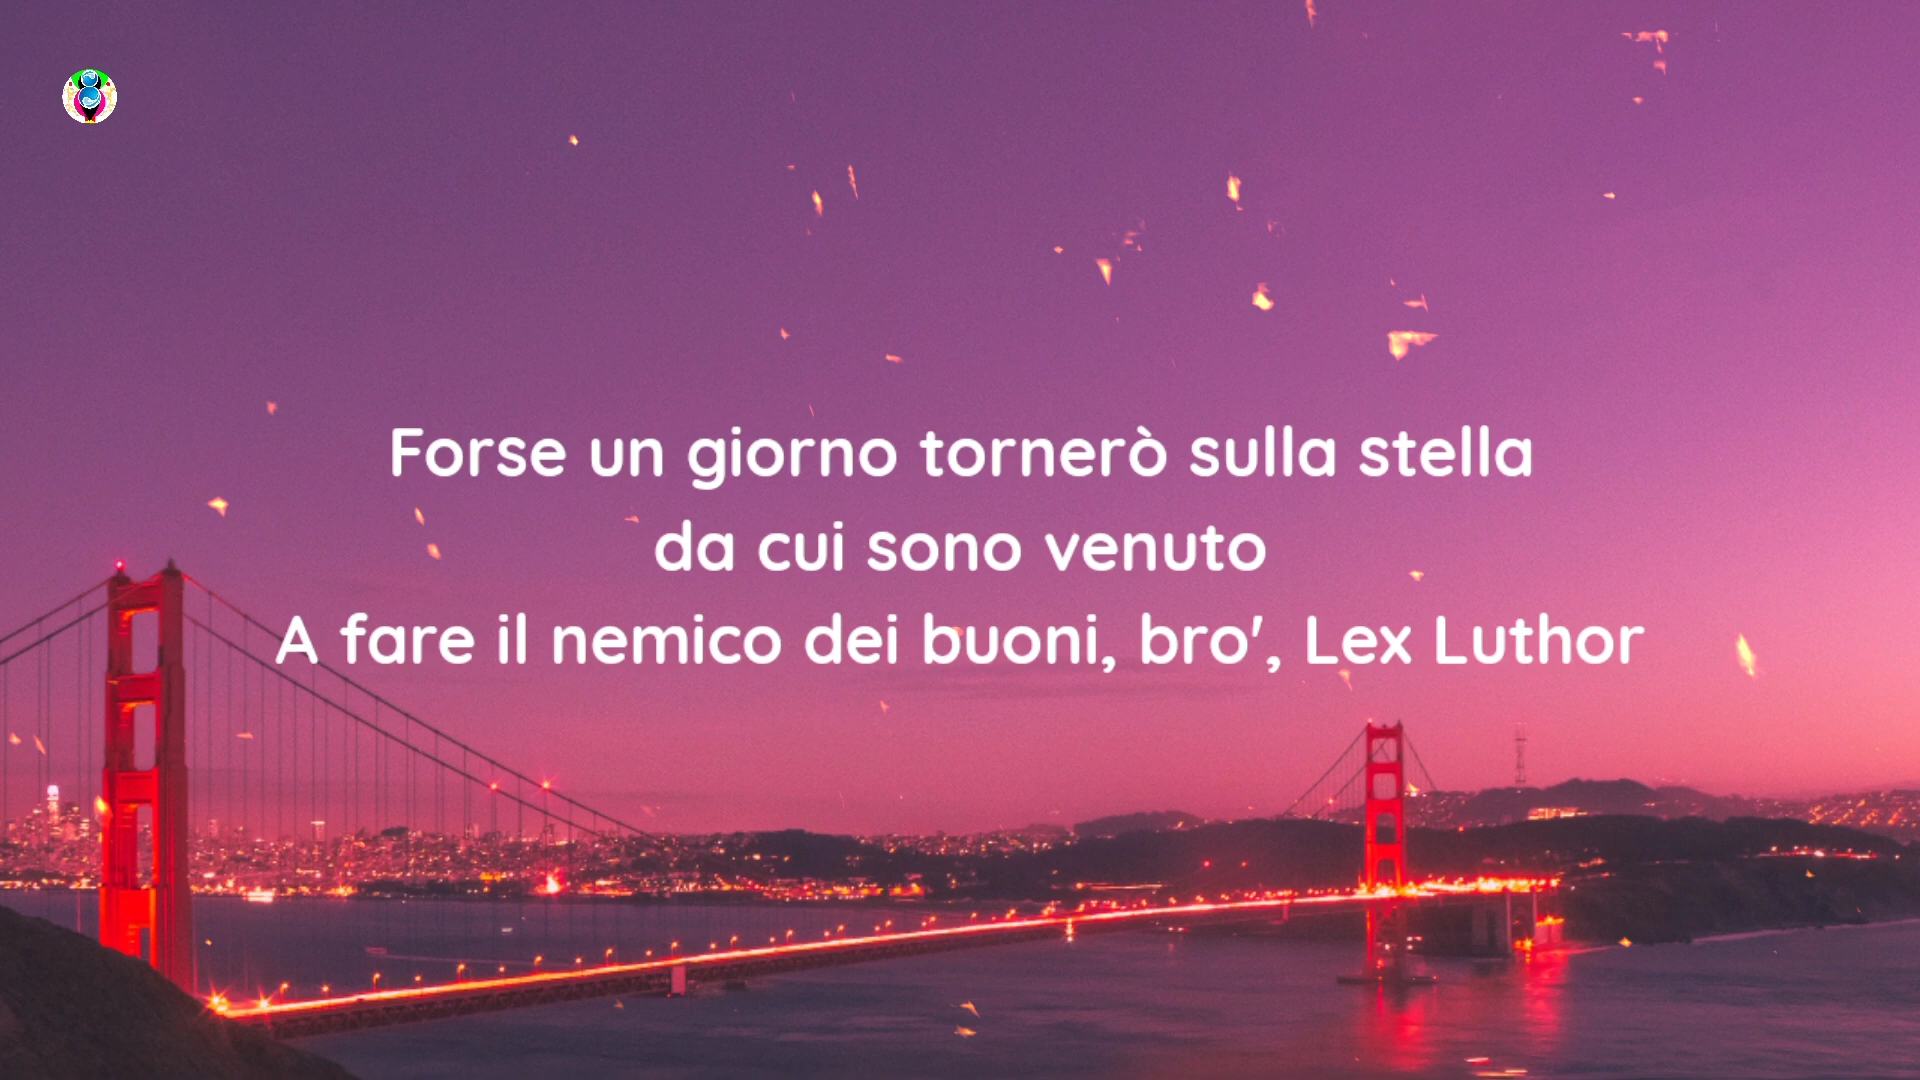 Forse un giorno tornerò sulla stella
da cui sono venuto
A fare il nemico dei buoni, bro', Lex Luthor